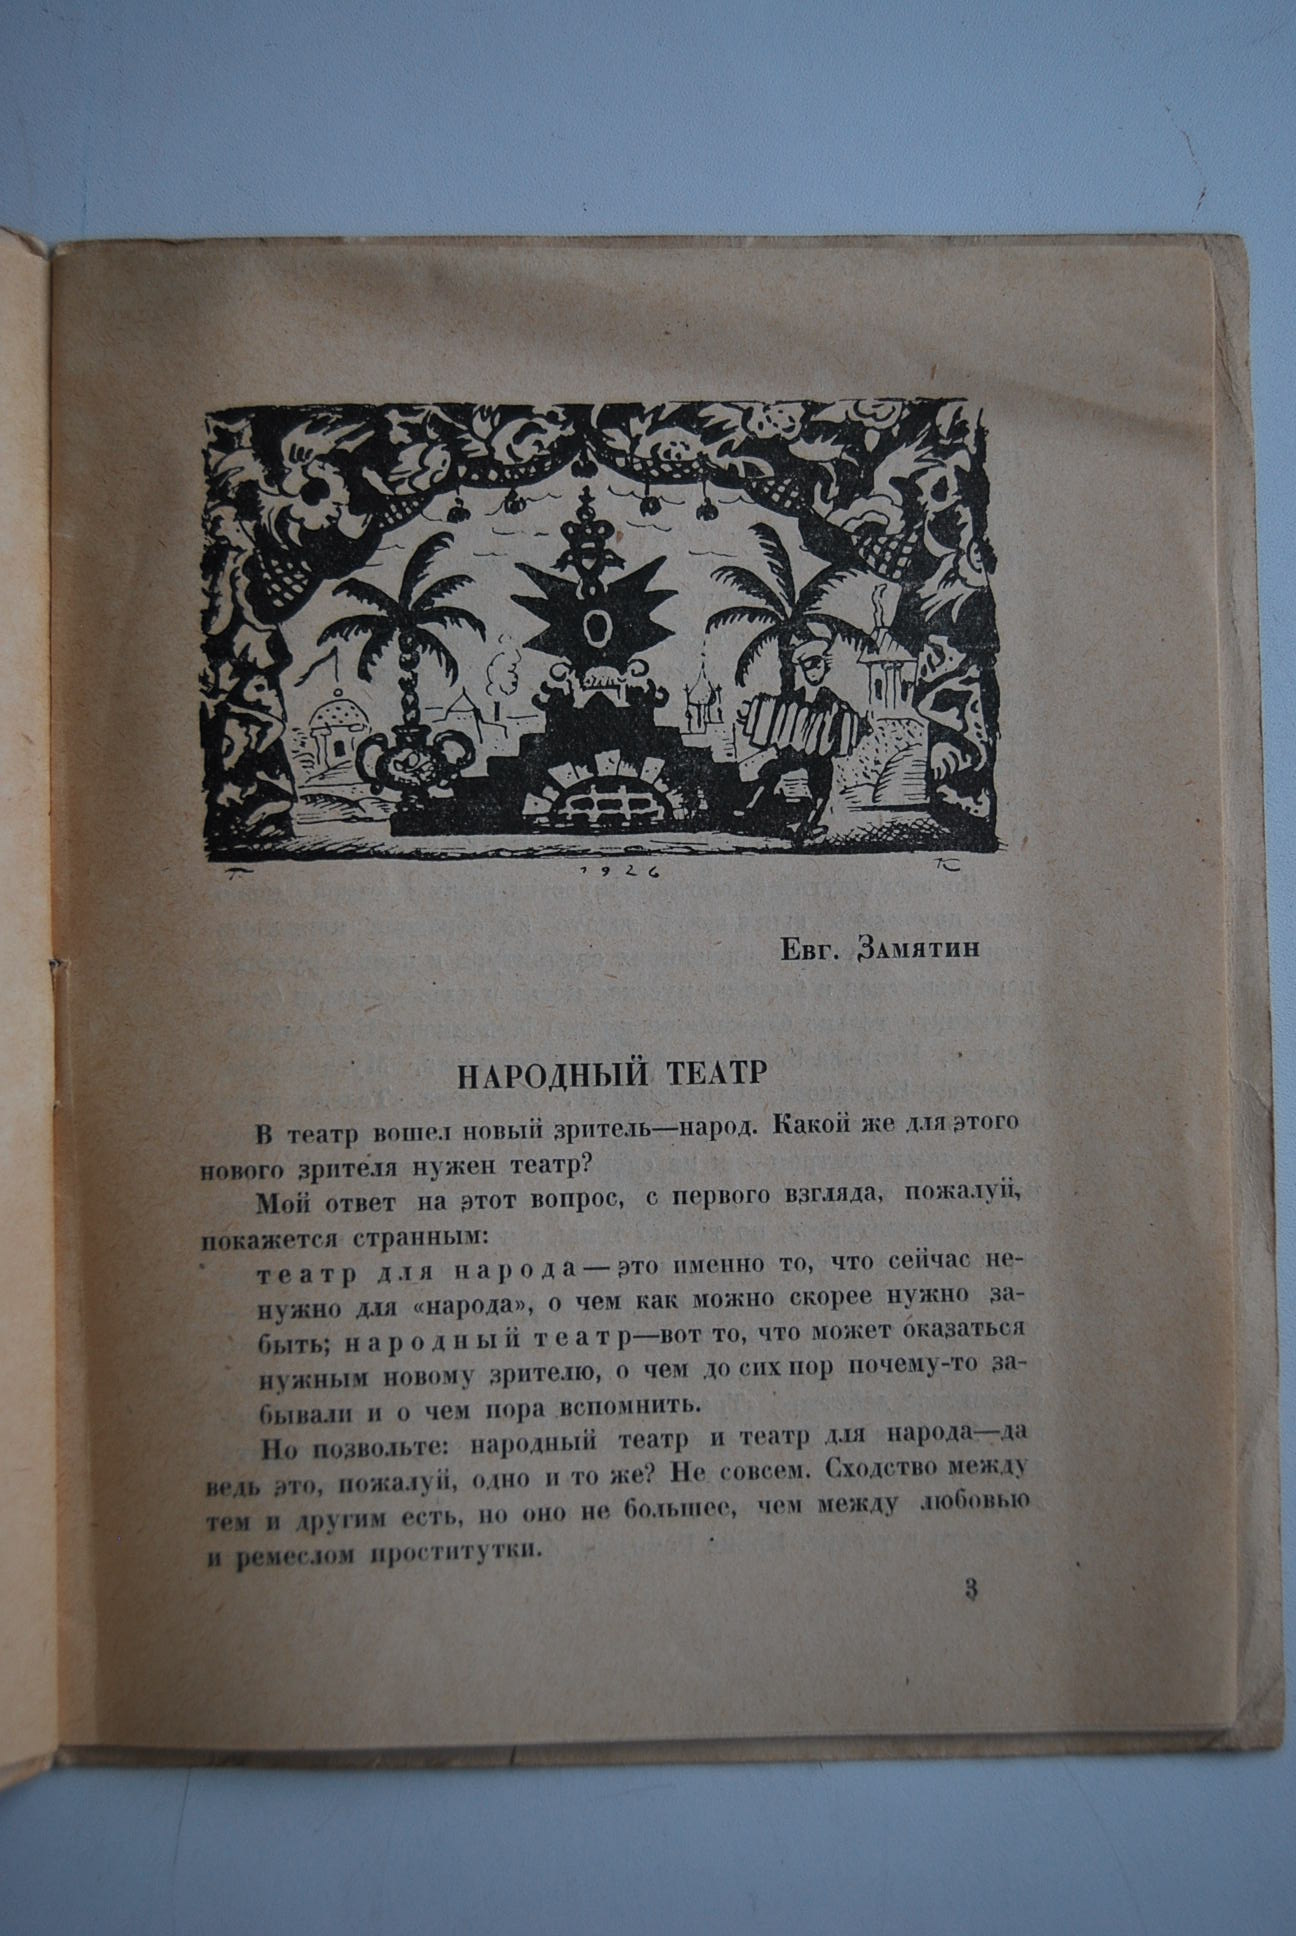 Т
1926
К
Евг. Замятин
НАРОДНЫЙ ТЕАТР
В театр вошел новый зритель—народ. Какой же для этого
нового зрителя нужен театр?
Мой ответ на этот вопрос, с первого взгляда, пожалуй,
покажется странным:
театр для народа—это именно то, что сейчас не-
нужно для «народа», о чем как можно скорее нужно за-
быть; народный театр—вот то, что может оказаться
нужным новому зрителю, о чем до сих пор почему-то за-
бывали и о чем пора вспомнить.
Но позвольте: народный театр и театр для народа—да
ведь это, пожалуй, одно и то же? Не совсем. Сходство между
тем и другим есть, но оно не большее, чем между любовью
и ремеслом проститутки.
3